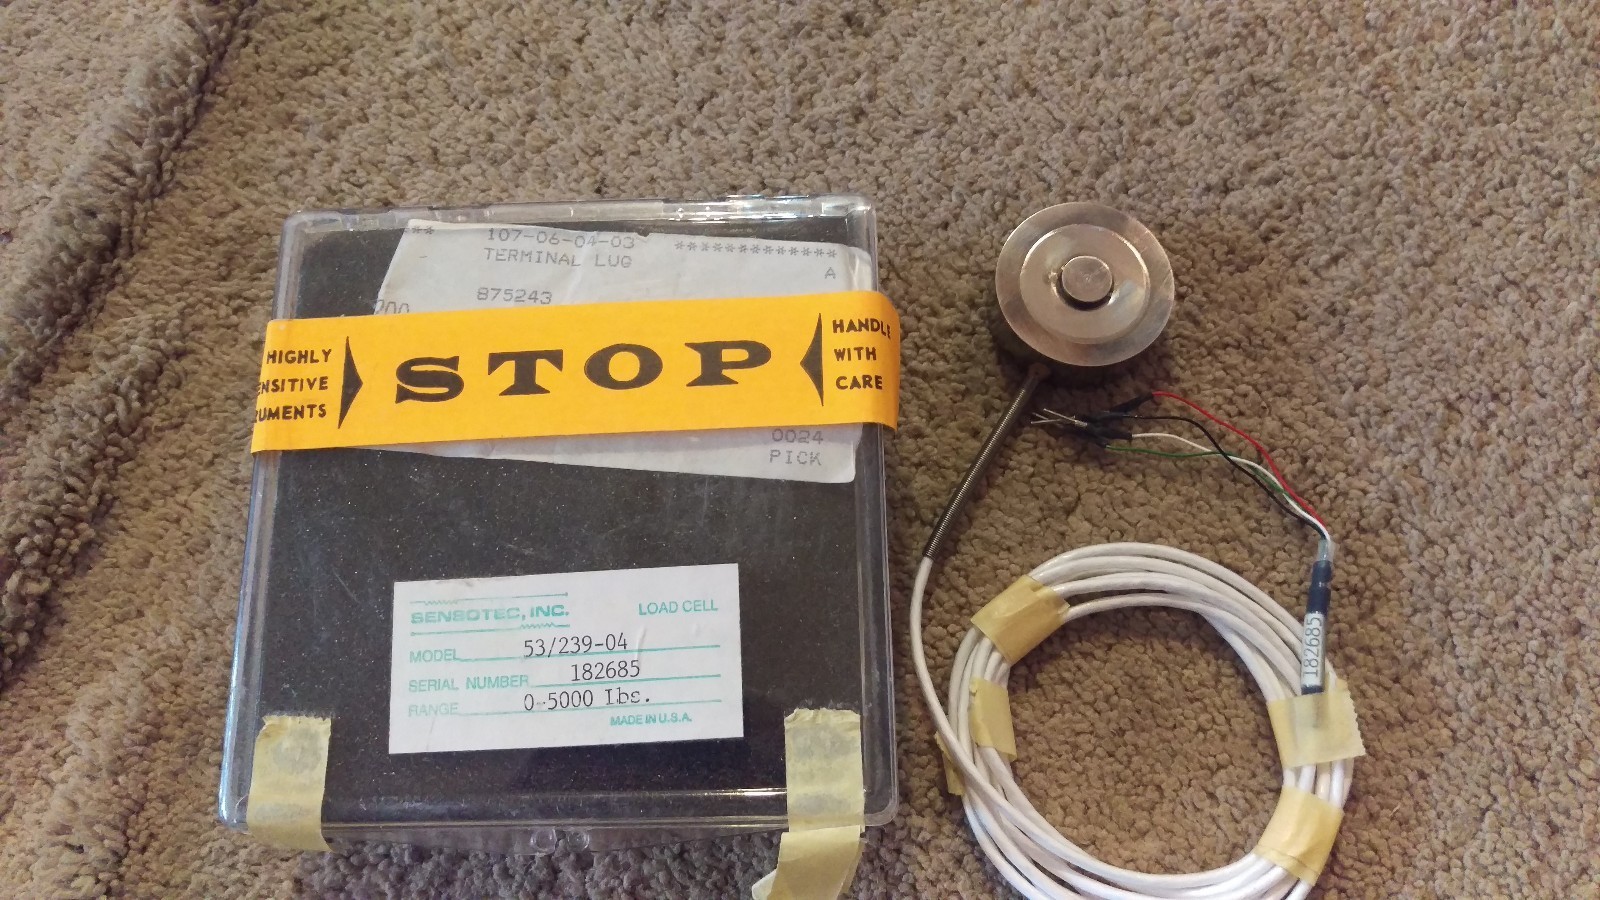 ** 107-06-04-03 *************
TERMINAL LUG
A
875243
HIGHLY
ENSITIVE
UMENTS
STOP
HANDLE
WITH
CARE
0024
PICK
SENSOTEC, INC. LOAD CELL
MODEL 53/239-04
SERIAL NUMBER 182685
RANGE 0-5000 Lbs.
MADE IN U.S.A.
182685